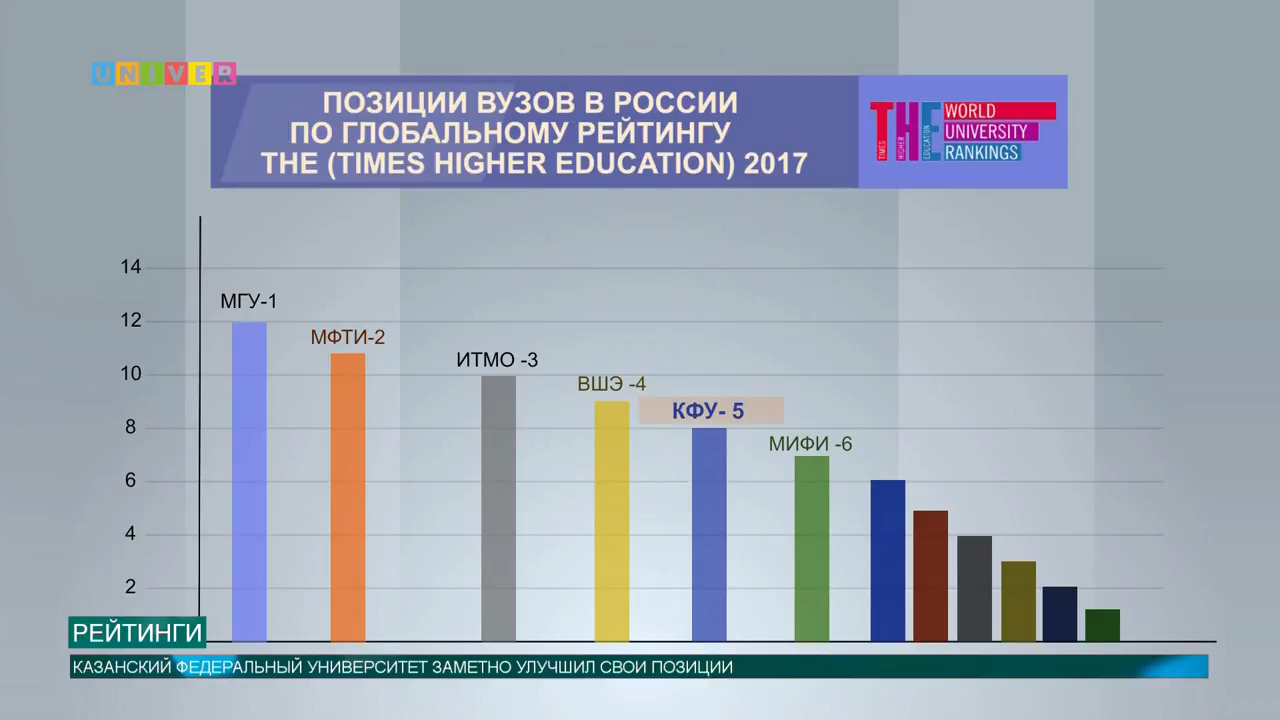 UNIVER
ПОЗИЦИИ ВУЗОВ В РОССИИ
ПО ГЛОБАЛЬНОМУ РЕЙТИНГУ
THE (TIMES HIGHER EDUCATION) 2017
THE
TIMES
HIGHER
EDUCATION
WORLD
UNIVERSITY
RANKINGS
14
12
10
8
6
4
2
МГУ-1
МФТИ-2
ИТМО -3
ВШЭ -4
КФУ- 5
МИФИ -6
РЕЙТИНГИ
КАЗАНСКИЙ ФЕДЕРАЛЬНЫЙ УНИВЕРСИТЕТ ЗАМЕТНО УЛУЧШИЛ СВОИ ПОЗИЦИИ